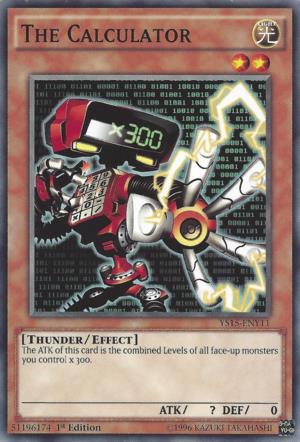 THE CALCULATOR
LIGHT
光
×300
YS15-ENY11
[THUNDER/EFFECT]
The ATK of this card is the combined Levels of all face-up monsters
you control x 300.
ATK/ ? DEF/ 0
51196174 1st Edition ©1996 KAZUKI TAKAHASHI